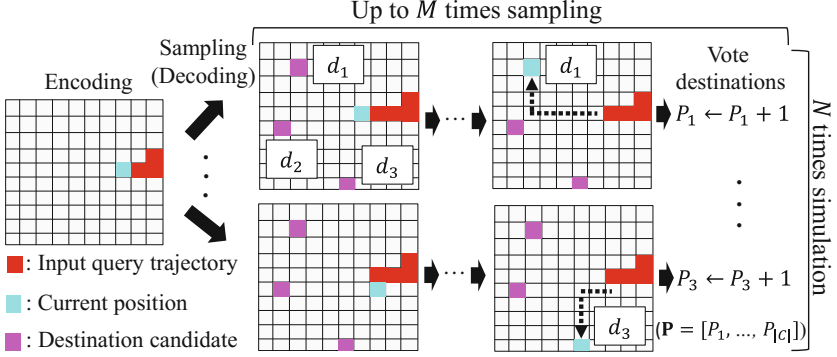 Up to M times sampling
Sampling
(Decoding)
Encoding
d₁
d₂
d₃
...
d₁
Vote
destinations
P₁ ← P₁ + 1
N times simulation
...
P₃ ← P₃ + 1
d₃
(P = [P₁, ..., P|C|])
: Input query trajectory
: Current position
: Destination candidate